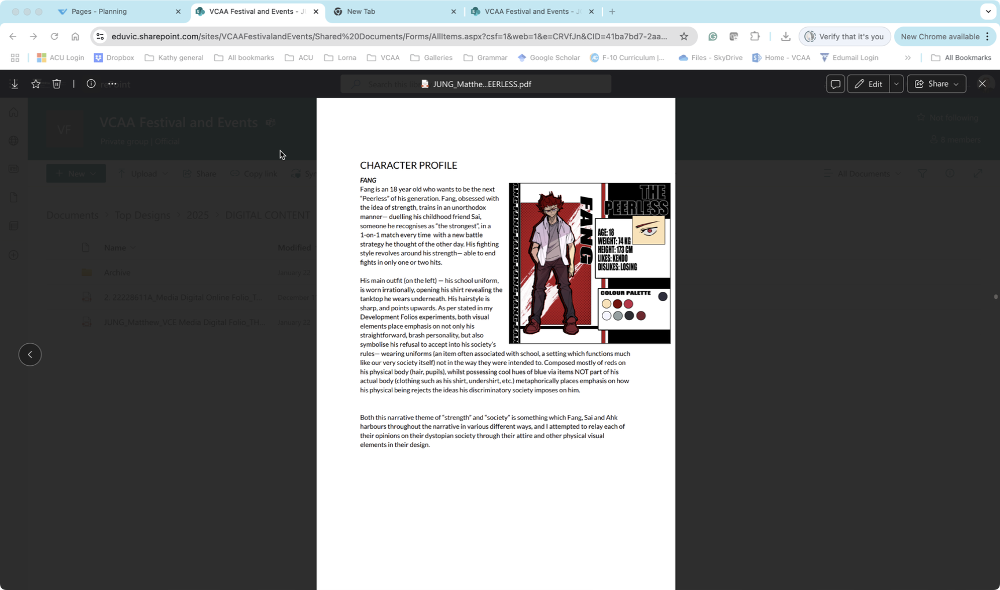 Pages - Planning
VCAA Festival and Events - JU
New Tab
VCAA Festival and Events - JU
eduvic.sharepoint.com/sites/VCAAFestivalandEvents/Shared%20Documents/Forms/AllItems.aspx?csf=1&web=1&e=CRVfJn&CID=41ba7bd7-2aa...
Verify that it's you
New Chrome available
ACU Login
Dropbox
Kathy general
All bookmarks
ACU
Lorna
VCAA
Galleries
Grammar
Google Scholar
F-10 Curriculum |...
Files - SkyDrive
Home - VCAA
Edumail Login
All Bookmarks
Search this
JUNG_Matthe...EERLESS.pdf
Edit
Share
VF
VCAA Festival and Events
Private group | Official
Not following
8 members
New
Upload
Share
Copy link
All Documents
Documents > Top Designs > 2025 > DIGITAL CONTENT
Name
Modified
Archive
January 22
2. 22228611A_Media Digital Online Folio_T...
December 1
JUNG_Matthew_VCE Media Digital Folio_TH...
January 22
CHARACTER PROFILE
FANG
Fang is an 18 year old who wants to be the next
“Peerless” of his generation. Fang, obsessed with
the idea of strength, trains in an unorthodox
manner— duelling his childhood friend Sai,
someone he recognises as “the strongest”, in a
1-on-1 match every time with a new battle
strategy he thought of the other day. His fighting
style revolves around his strength— able to end
fights in only one or two hits.
His main outfit (on the left) — his school uniform,
is worn irrationally, opening his shirt revealing the
tanktop he wears underneath. His hairstyle is
sharp, and points upwards. As per stated in my
Development Folios experiments, both visual
elements place emphasis on not only his
straightforward, brash personality, but also
symbolise his refusal to accept into his society’s
rules— wearing uniforms (an item often associated with school, a setting which functions much
like our very society itself) not in the way they were intended to. Composed mostly of reds on
his physical body (hair, pupils), whilst possessing cool hues of blue via items NOT part of his
actual body (clothing such as his shirt, undershirt, etc.) metaphorically places emphasis on how
his physical being rejects the ideas his discriminatory society imposes on him.
Both this narrative theme of “strength” and “society” is something which Fang, Sai and Ahk
harbours throughout the narrative in various different ways, and I attempted to relay each of
their opinions on their dystopian society through their attire and other physical visual
elements in their design.
FANG FANG FANG FANG FANG
FANG
THE
PEERLESS
AGE: 18
WEIGHT: 74 KG
HEIGHT: 173 CM
LIKES: KENDO
DISLIKES: LOSING
COLOUR PALETTE